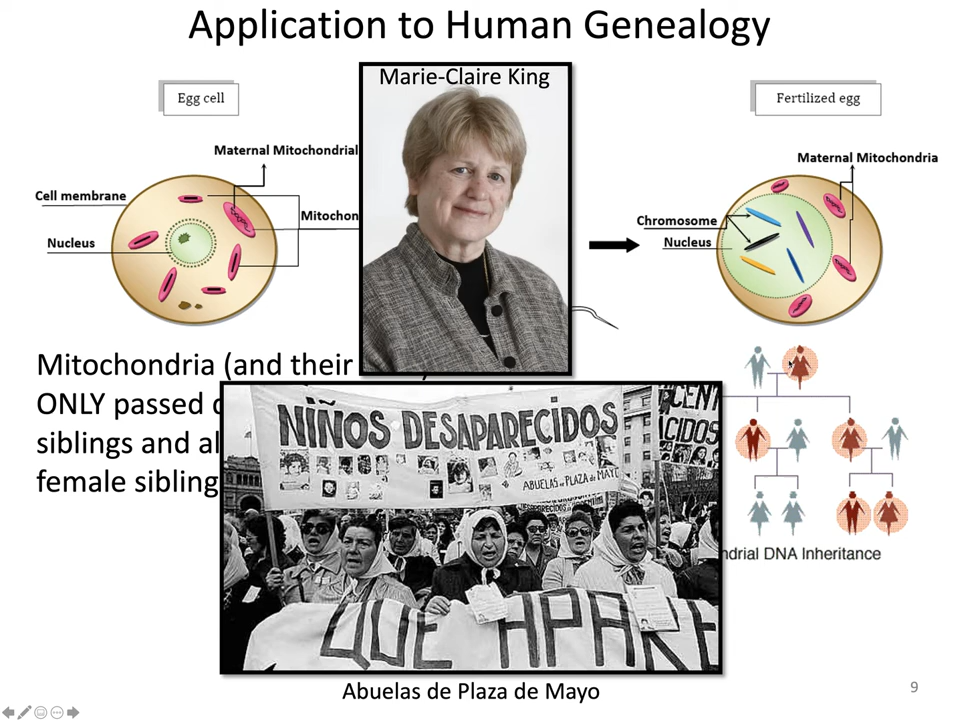 Application to Human Genealogy
Marie-Claire King
Egg cell
Fertilized egg
Maternal Mitochondrial
Maternal Mitochondria
Cell membrane
Mitochon
Chromosome
Nucleus
Nucleus
Mitochondria (and their
ONLY passed
siblings and al
female sibling
NIÑOS DESAPARECIDOS
ABUELAS DE PLAZA DE MAYO
CIDOS
QUE APARE
ndrial DNA Inheritance
Abuelas de Plaza de Mayo
9